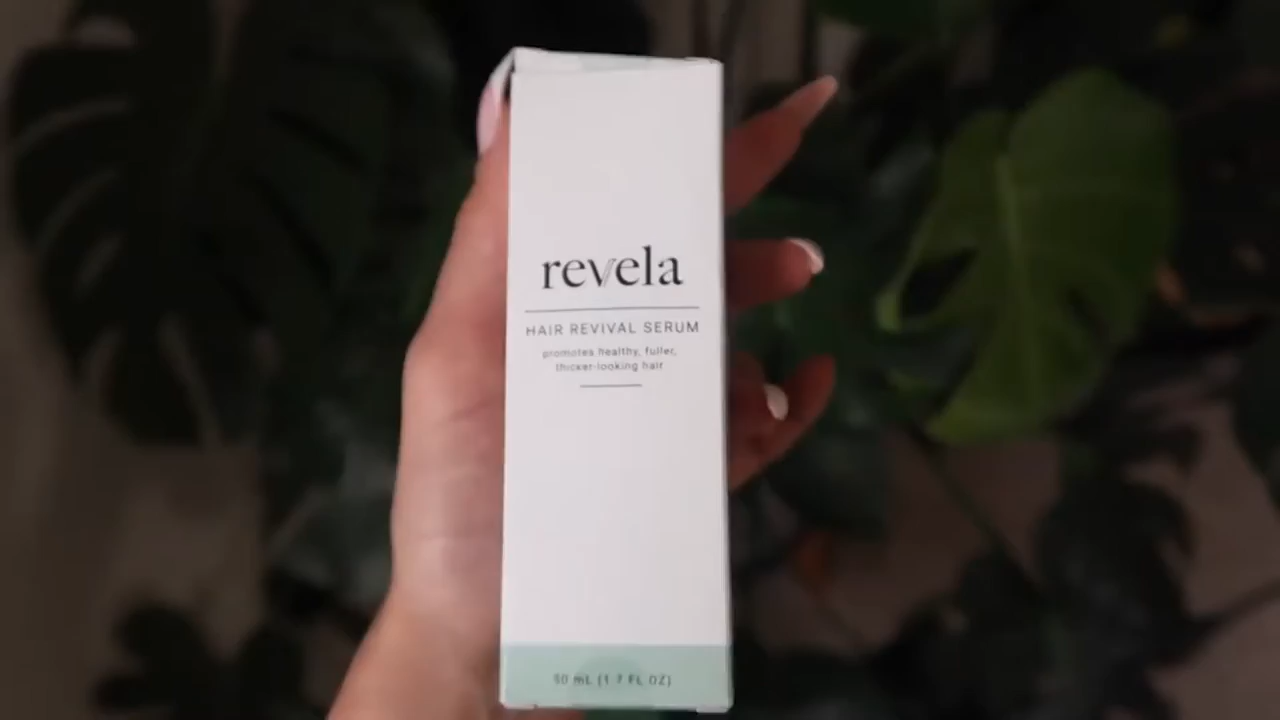 revela
HAIR REVIVAL SERUM
promotes healthy, fuller,
thicker-looking hair
50 mL (1.7 FL OZ)